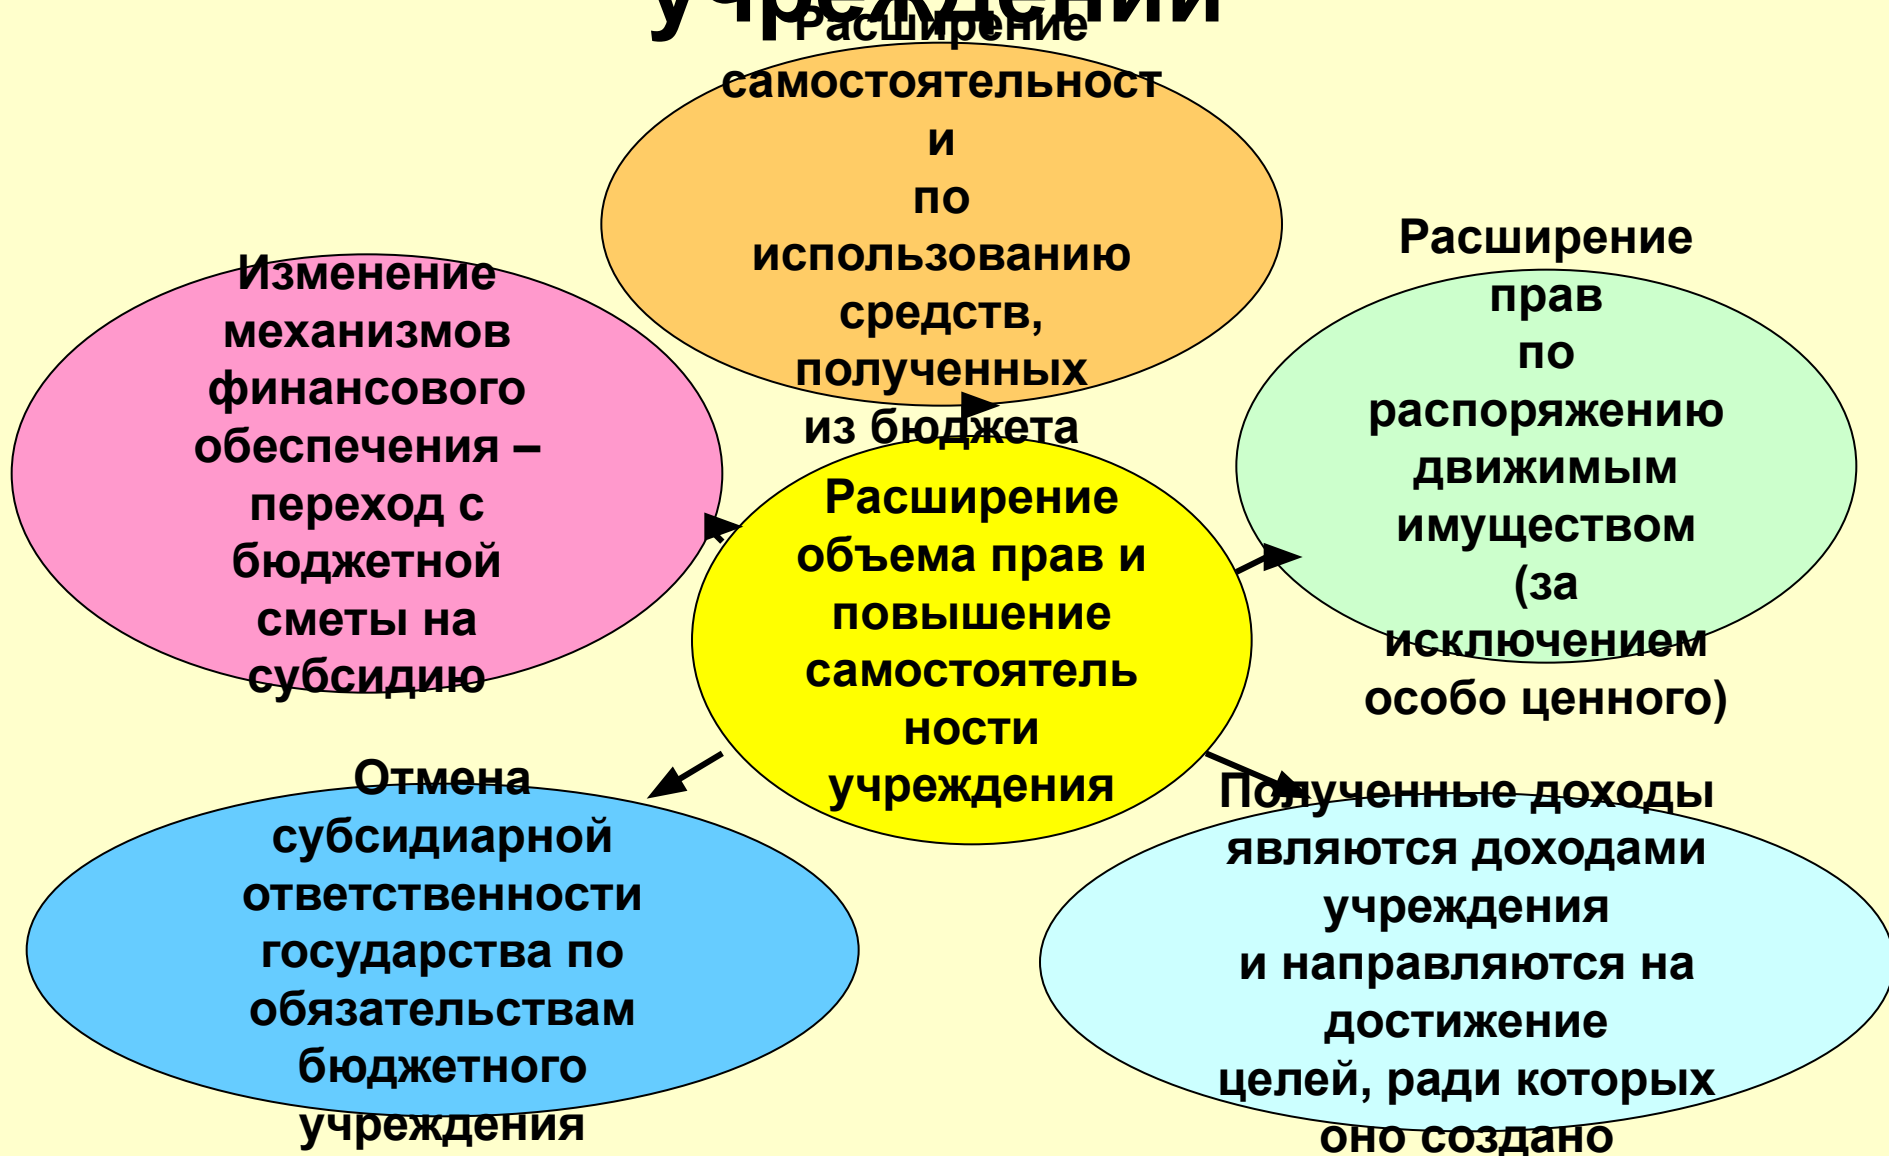 Расширение
самостоятельност
и
по
использованию
средств,
полученных
из бюджета
Изменение
механизмов
финансового
обеспечения –
переход с
бюджетной
сметы на
субсидию
Расширение
прав
по
распоряжению
движимым
имуществом
(за
исключением
особо ценного)
Расширение
объема прав и
повышение
самостоятель
ности
учреждения
Отмена
субсидиарной
ответственности
государства по
обязательствам
бюджетного
учреждения
Полученные доходы
являются доходами
учреждения
и направляются на
достижение
целей, ради которых
оно создано